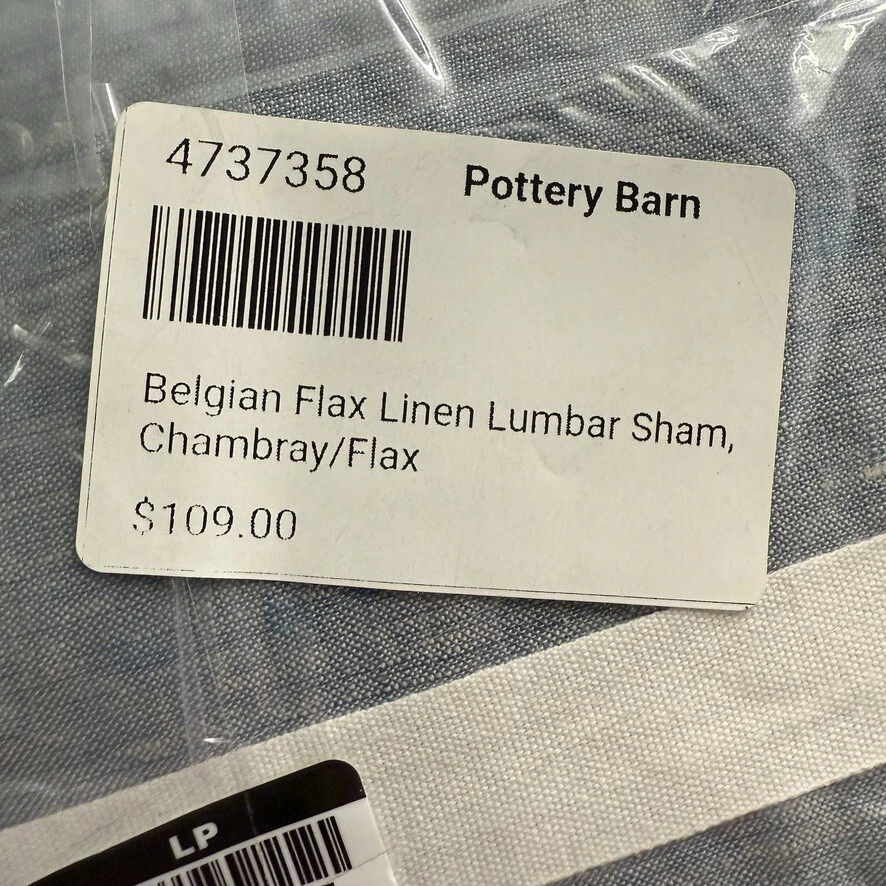 4737358 Pottery Barn
Belgian Flax Linen Lumbar Sham,
Chambray/Flax
$109.00
LP